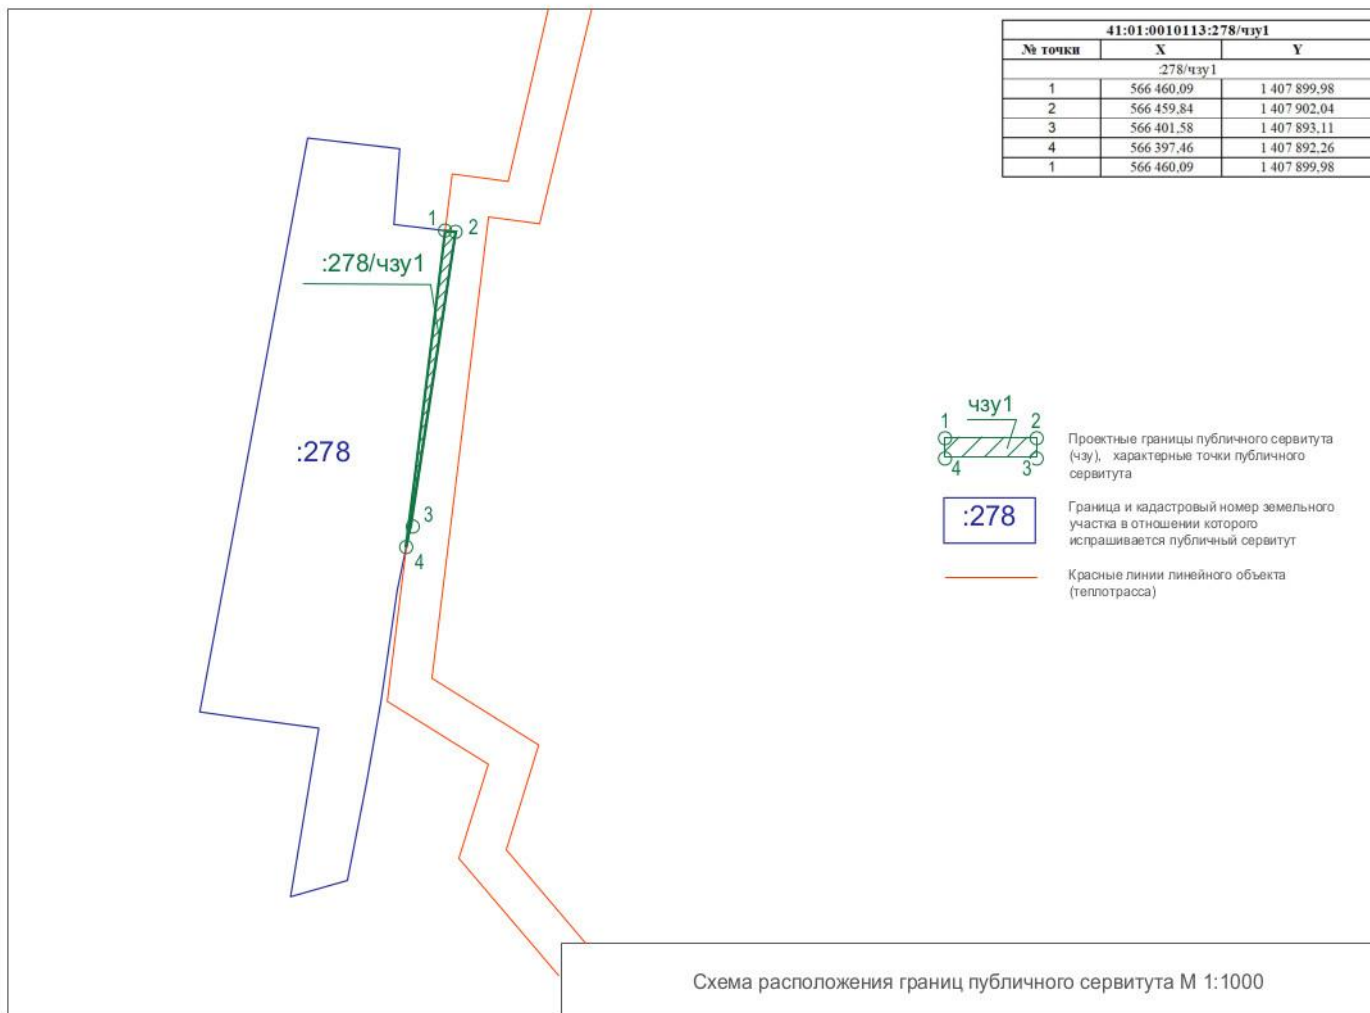 41:01:0010113:278/чзу1
№ точки X Y
:278/чзу1
1 566 460,09 1 407 899,98
2 566 459,84 1 407 902,04
3 566 401,58 1 407 893,11
4 566 397,46 1 407 892,26
1 566 460,09 1 407 899,98
1 2
:278/чзу1
:278
3
4
чзу1
1 2
4 3
Проектные границы публичного сервитута
(чзу), характерные точки публичного
сервитута
:278
Граница и кадастровый номер земельного
участка в отношении которого
испрашивается публичный сервитут
Красные линии линейного объекта
(теплотрасса)
Схема расположения границ публичного сервитута М 1:1000